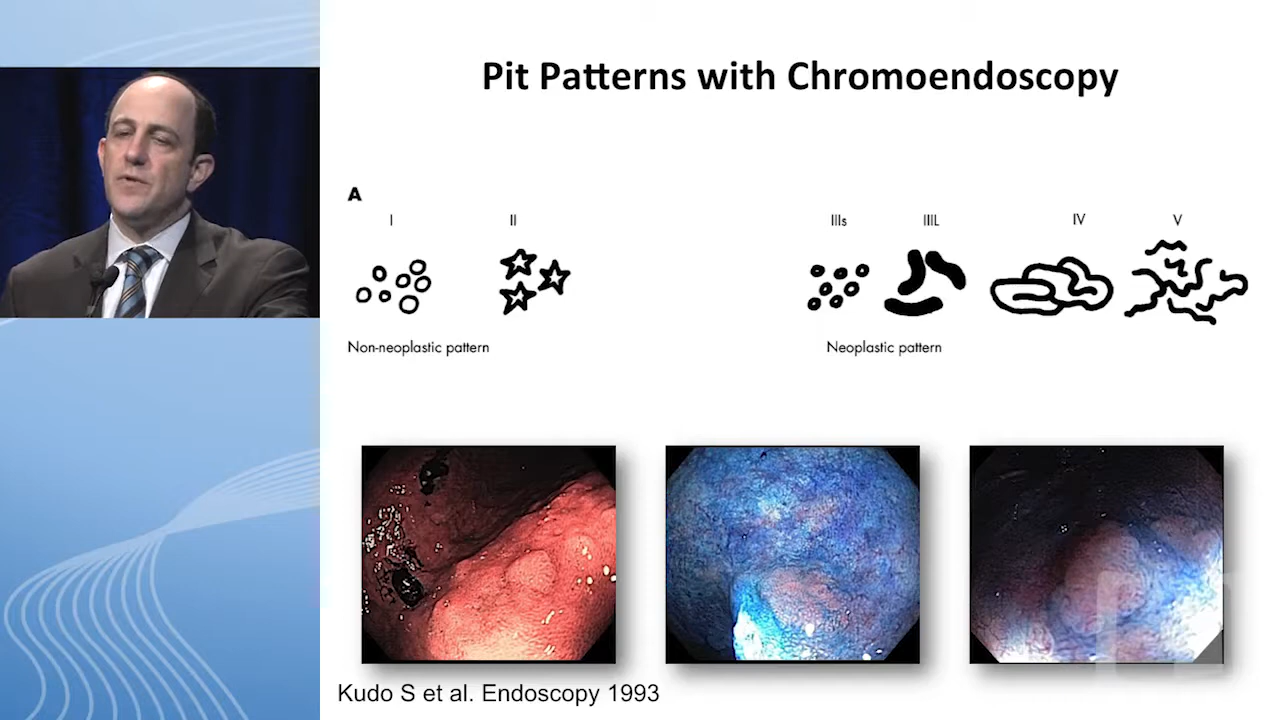 Pit Patterns with Chromoendoscopy
A
I II IIIs IIIL IV V
Non-neoplastic pattern Neoplastic pattern
Kudo S et al. Endoscopy 1993